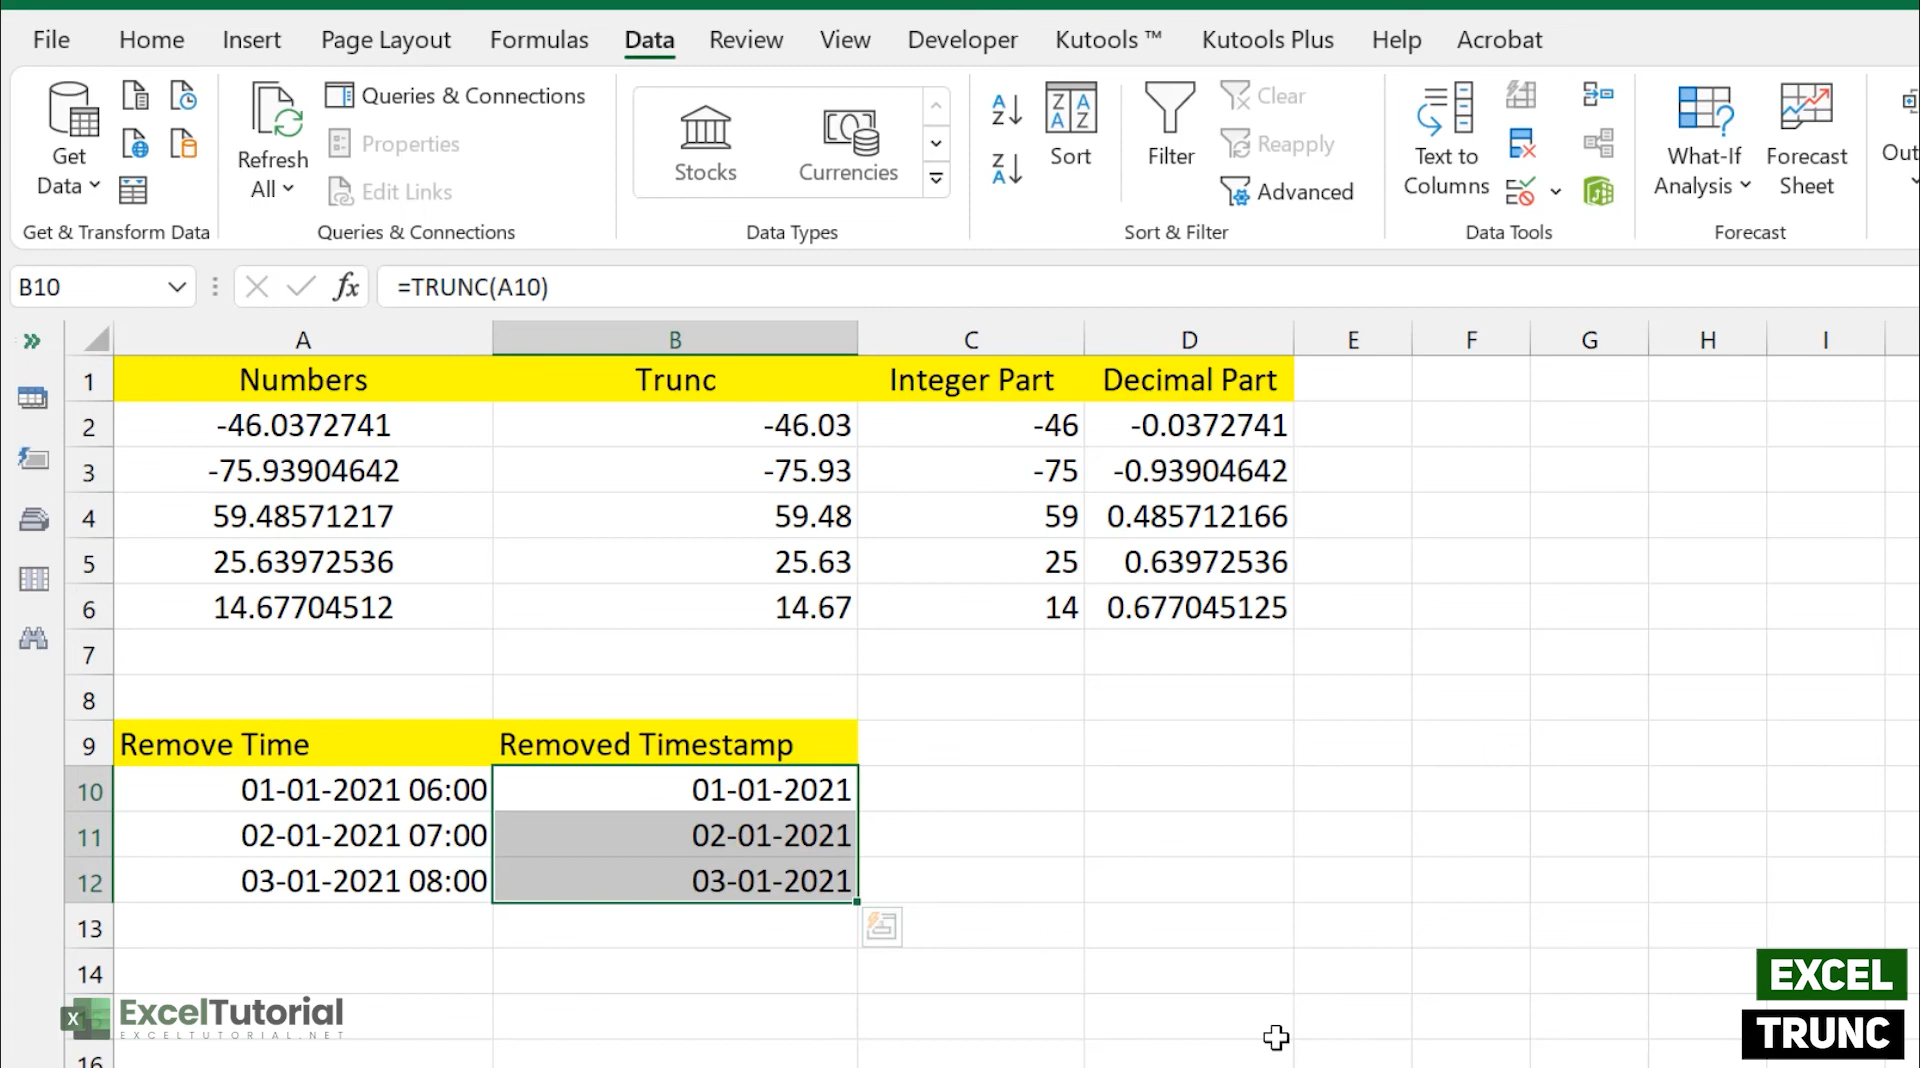 File Home Insert Page Layout Formulas Data Review View Developer Kutools ™ Kutools Plus Help Acrobat
Get Data
Refresh All
Queries & Connections
Properties
Edit Links
Stocks
Currencies
Sort
Filter
Clear
Reapply
Advanced
Text to Columns
What-If Analysis
Forecast Sheet
Out
Get & Transform Data
Queries & Connections
Data Types
Sort & Filter
Data Tools
Forecast
B10 fx =TRUNC(A10)
A B C D E F G H I
1 Numbers Trunc Integer Part Decimal Part
2 -46.0372741 -46.03 -46 -0.0372741
3 -75.93904642 -75.93 -75 -0.93904642
4 59.48571217 59.48 59 0.485712166
5 25.63972536 25.63 25 0.63972536
6 14.67704512 14.67 14 0.677045125
7
8
9 Remove Time Removed Timestamp
10 01-01-2021 06:00 01-01-2021
11 02-01-2021 07:00 02-01-2021
12 03-01-2021 08:00 03-01-2021
13
14
16
X ExcelTutorial
EXCELTUTORIAL.NET
EXCEL
TRUNC